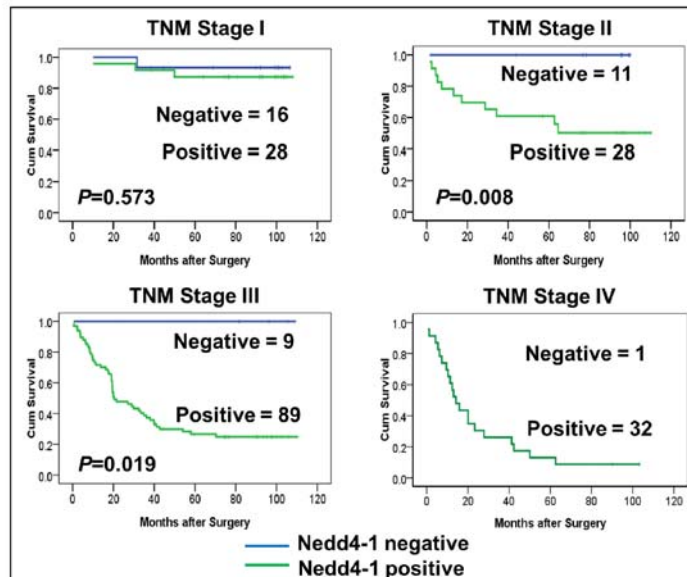 TNM Stage I
1.0
0.8
0.6
0.4
0.2
0.0
Cum Survival
Negative = 16
Positive = 28
P=0.573
0 20 40 60 80 100 120
Months after Surgery
TNM Stage II
1.0
0.8
0.6
0.4
0.2
0.0
Cum Survival
Negative = 11
Positive = 28
P=0.008
0 20 40 60 80 100 120
Months after Surgery
TNM Stage III
1.0
0.8
0.6
0.4
0.2
0.0
Cum Survival
Negative = 9
Positive = 89
P=0.019
0 20 40 60 80 100 120
Months after Surgery
TNM Stage IV
1.0
0.8
0.6
0.4
0.2
0.0
Cum Survival
Negative = 1
Positive = 32
0 20 40 60 80 100 120
Months after Surgery
Nedd4-1 negative
Nedd4-1 positive